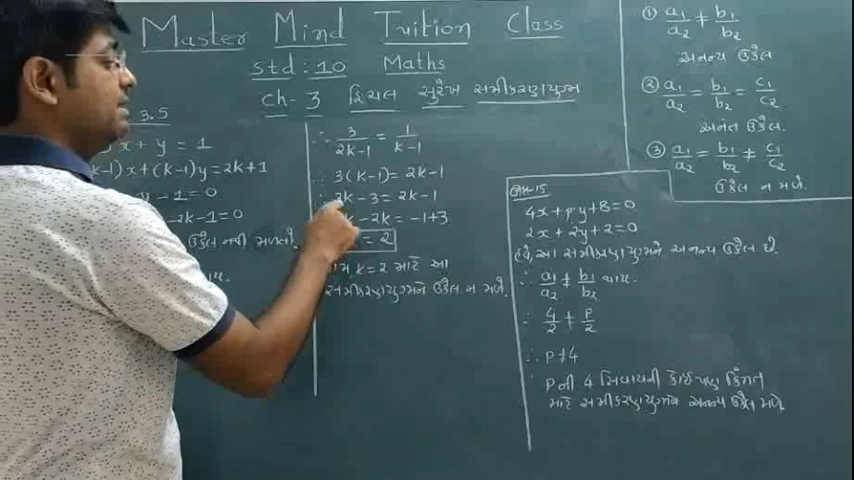 Master Mind Tuition Class
std : 10 Maths
ch- 3 દ્વિચલ સુરેખ સમીકરણયુગ્મ
3.5
x + y = 1
k-1) x + (k-1) y = 2k+1
y - 1 = 0
- 2k - 1 = 0
ઉકેલ નથી મળતો
∴ 3/2k-1 = 1/k-1
∴ 3(k-1) = 2k-1
∴ 3k - 3 = 2k - 1
k - 2k = -1+3
= 2
આમ, k = 2 માટે આ
સમીકરણયુગ્મને ઉકેલ ન મળે.
① a₁/a₂ ≠ b₁/b₂
અનન્ય ઉકેલ
② a₁/a₂ = b₁/b₂ = c₁/c₂
અનંત ઉકેલ.
③ a₁/a₂ = b₁/b₂ ≠ c₁/c₂
ઉકેલ ન મળે.
પ્રશ્ન-15
4x + py + 8 = 0
2x + 2y + 2 = 0
હવે, આ સમીકરણયુગ્મને અનન્ય ઉકેલ છે.
∴ a₁/a₂ ≠ b₁/b₂ થાય.
∴ 4/2 ≠ P/2
∴ P ≠ 4
∴ Pની 4 સિવાયની કોઈપણ કિંમત
માટે સમીકરણયુગ્મને અનન્ય ઉકેલ મળે.